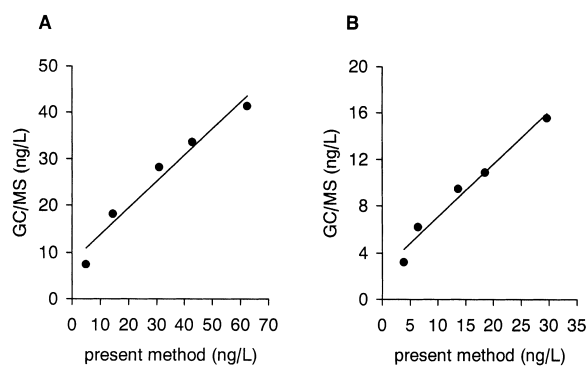 A
GC/MS (ng/L)
50
40
30
20
10
0
0 10 20 30 40 50 60 70
present method (ng/L)
B
GC/MS (ng/L)
20
16
12
8
4
0
0 5 10 15 20 25 30 35
present method (ng/L)